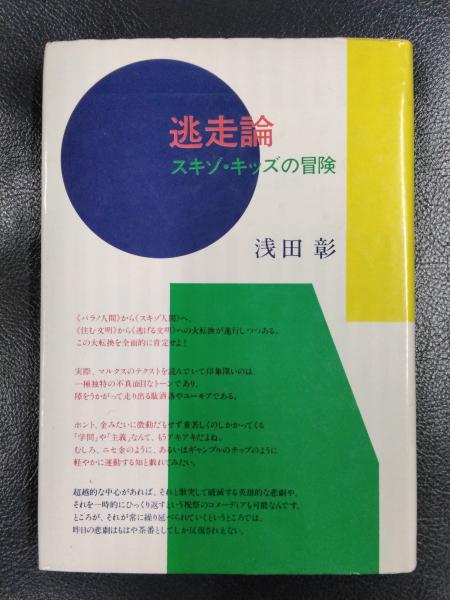 逃走論
スキゾ・キッズの冒険
浅田 彰
《パラノ人間》から《スキゾ人間》へ、
《住む文明》から《逃げる文明》への大転換が進行しつつある。
この大転換を全面的に肯定せよ!
実際、マルクスのテクストを読んでいて印象深いのは、
一種独特の不真面目なトーンであり、
隙をうかがって走り出る駄洒落やユーモアである。
ホント、金みたいに微動だもせず重苦しくのしかかってくる
「学問」や「主義」なんて、もうアキアキだよね。
むしろ、ニセ金のように、あるいはギャンブルのチップのように
軽やかに運動する知と戯れてみたい。
超越的な中心があれば、それと激突して破滅する英雄的な悲劇や、
それを一時的にひっくり返すという祝祭のコメーディアも可能なんです。
ところが、それが常に繰り延べられていくというところでは、
昨日の悲劇はもはや茶番としてしか反復されえない。